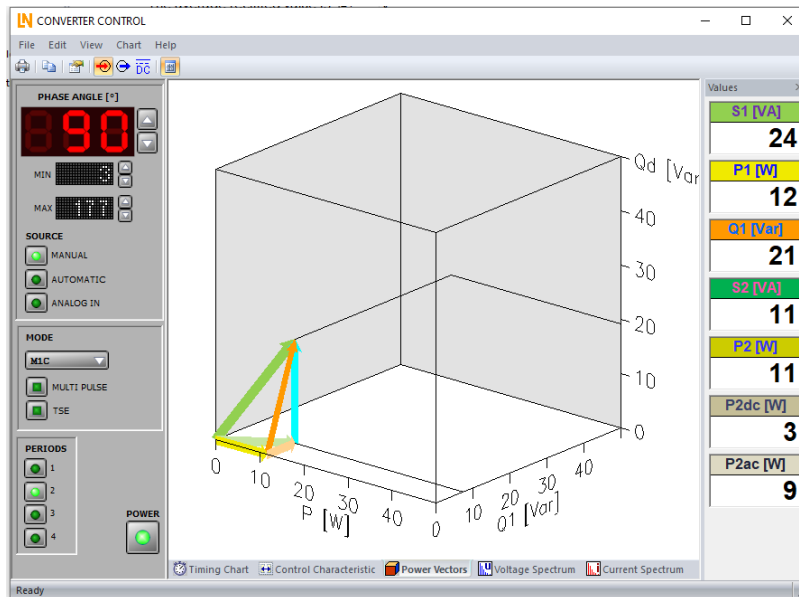 LN CONVERTER CONTROL
File Edit View Chart Help
DC
PHASE ANGLE [°]
90
MIN 3
MAX 177
SOURCE
MANUAL
AUTOMATIC
ANALOG IN
MODE
M1C
MULTI PULSE
TSE
PERIODS
1
2
3
4
POWER
Qd [Var
40
30
20
10
0
0 10 20 30 40
P [W]
0 10 20 30 40
Q1 [Var]
Timing Chart Control Characteristic Power Vectors Voltage Spectrum Current Spectrum
Values
S1 [VA]
24
P1 [W]
12
Q1 [Var]
21
S2 [VA]
11
P2 [W]
11
P2dc [W]
3
P2ac [W]
9
Ready